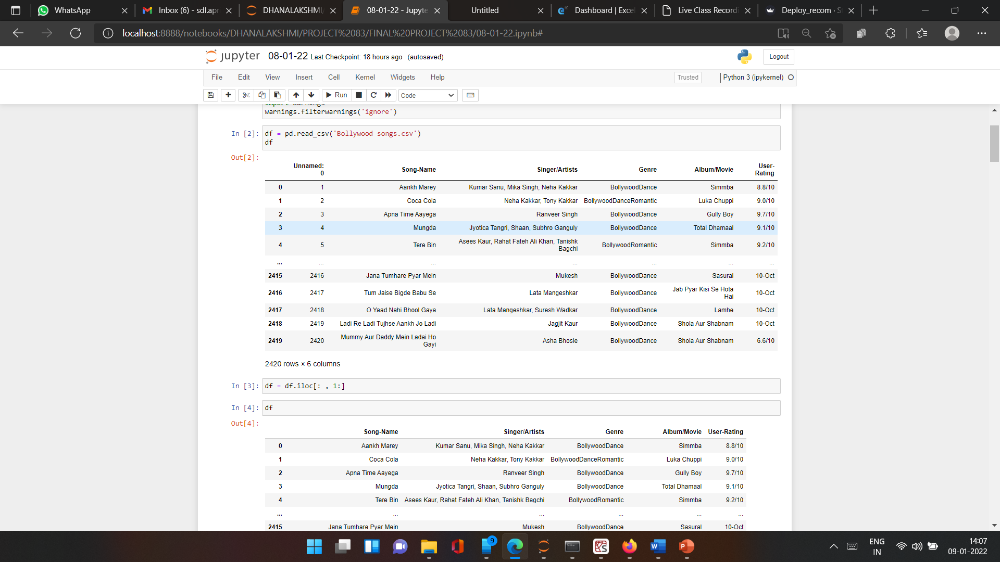 WhatsApp
Inbox (6) - sdl.apr
DHANALAKSHMI/
08-01-22 - Jupyte
Untitled
Dashboard | Exce
Live Class Recordi
Deploy_recom · S
localhost:8888/notebooks/DHANALAKSHMI/PROJECT%2083/FINAL%20PROJECT%2083/08-01-22.ipynb#
jupyter 08-01-22 Last Checkpoint: 18 hours ago (autosaved)
Logout
File Edit View Insert Cell Kernel Widgets Help
Trusted
Python 3 (ipykernel)
Run
Code
import warnings
warnings.filterwarnings('ignore')
In [2]: df = pd.read_csv('Bollywood songs.csv')
df
Out[2]:
Unnamed: 0 Song-Name Singer/Artists Genre Album/Movie User-Rating
0 1 Aankh Marey Kumar Sanu, Mika Singh, Neha Kakkar BollywoodDance Simmba 8.8/10
1 2 Coca Cola Neha Kakkar, Tony Kakkar BollywoodDanceRomantic Luka Chuppi 9.0/10
2 3 Apna Time Aayega Ranveer Singh BollywoodDance Gully Boy 9.7/10
3 4 Mungda Jyotica Tangri, Shaan, Subhro Ganguly BollywoodDance Total Dhamaal 9.1/10
4 5 Tere Bin Asees Kaur, Rahat Fateh Ali Khan, Tanishk Bagchi BollywoodRomantic Simmba 9.2/10
... ... ... ... ... ... ...
2415 2416 Jana Tumhare Pyar Mein Mukesh BollywoodDance Sasural 10-Oct
2416 2417 Tum Jaise Bigde Babu Se Lata Mangeshkar BollywoodDance Jab Pyar Kisi Se Hota Hai 10-Oct
2417 2418 O Yaad Nahi Bhool Gaya Lata Mangeshkar, Suresh Wadkar BollywoodDance Lamhe 10-Oct
2418 2419 Ladi Re Ladi Tujhse Aankh Jo Ladi Jagjit Kaur BollywoodDance Shola Aur Shabnam 10-Oct
2419 2420 Mummy Aur Daddy Mein Ladai Ho Gayi Asha Bhosle BollywoodDance Shola Aur Shabnam 6.6/10
2420 rows × 6 columns
In [3]: df = df.iloc[: , 1:]
In [4]: df
Out[4]:
Song-Name Singer/Artists Genre Album/Movie User-Rating
0 Aankh Marey Kumar Sanu, Mika Singh, Neha Kakkar BollywoodDance Simmba 8.8/10
1 Coca Cola Neha Kakkar, Tony Kakkar BollywoodDanceRomantic Luka Chuppi 9.0/10
2 Apna Time Aayega Ranveer Singh BollywoodDance Gully Boy 9.7/10
3 Mungda Jyotica Tangri, Shaan, Subhro Ganguly BollywoodDance Total Dhamaal 9.1/10
4 Tere Bin Asees Kaur, Rahat Fateh Ali Khan, Tanishk Bagchi BollywoodRomantic Simmba 9.2/10
... ... ... ... ... ...
2415 Jana Tumhare Pyar Mein Mukesh BollywoodDance Sasural 10-Oct
9
ENG
IN
14:07
09-01-2022